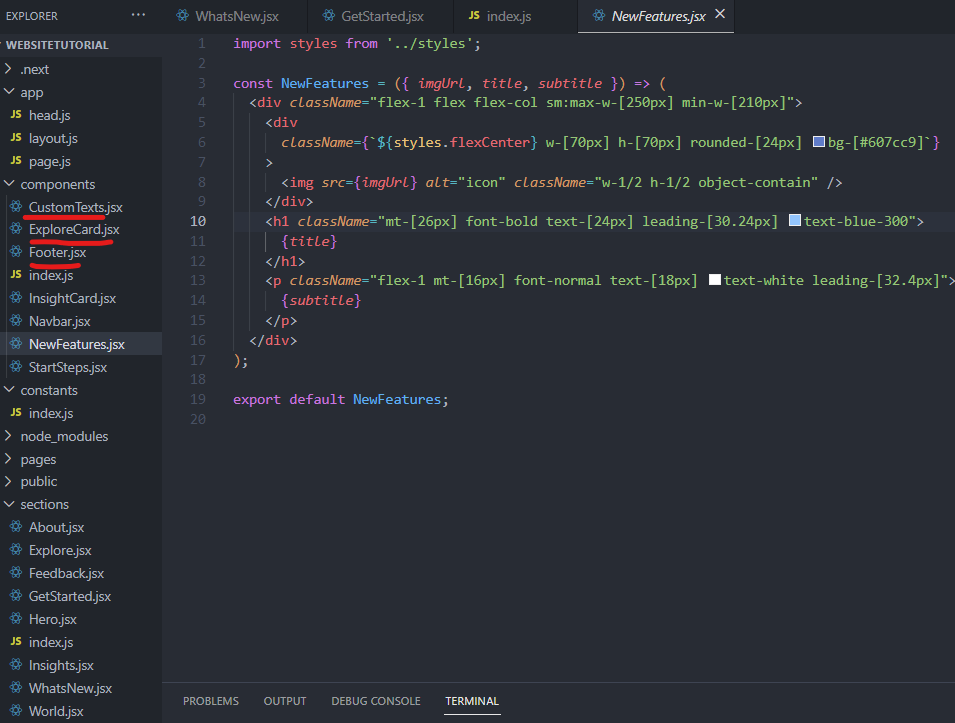 EXPLORER
WEBSITETUTORIAL
.next
app
JS head.js
JS layout.js
JS page.js
components
CustomTexts.jsx
ExploreCard.jsx
Footer.jsx
JS index.js
InsightCard.jsx
Navbar.jsx
NewFeatures.jsx
StartSteps.jsx
constants
JS index.js
node_modules
pages
public
sections
About.jsx
Explore.jsx
Feedback.jsx
GetStarted.jsx
Hero.jsx
JS index.js
Insights.jsx
WhatsNew.jsx
World.jsx
WhatsNew.jsx GetStarted.jsx JS index.js NewFeatures.jsx
1 import styles from '../styles';
2
3 const NewFeatures = ({ imgUrl, title, subtitle }) => (
4 <div className="flex-1 flex flex-col sm:max-w-[250px] min-w-[210px]">
5 <div
6 className={`${styles.flexCenter} w-[70px] h-[70px] rounded-[24px] bg-[#607cc9]`}
7 >
8 <img src={imgUrl} alt="icon" className="w-1/2 h-1/2 object-contain" />
9 </div>
10 <h1 className="mt-[26px] font-bold text-[24px] leading-[30.24px] text-blue-300">
11 {title}
12 </h1>
13 <p className="flex-1 mt-[16px] font-normal text-[18px] text-white leading-[32.4px]">
14 {subtitle}
15 </p>
16 </div>
17 );
18
19 export default NewFeatures;
20
PROBLEMS OUTPUT DEBUG CONSOLE TERMINAL